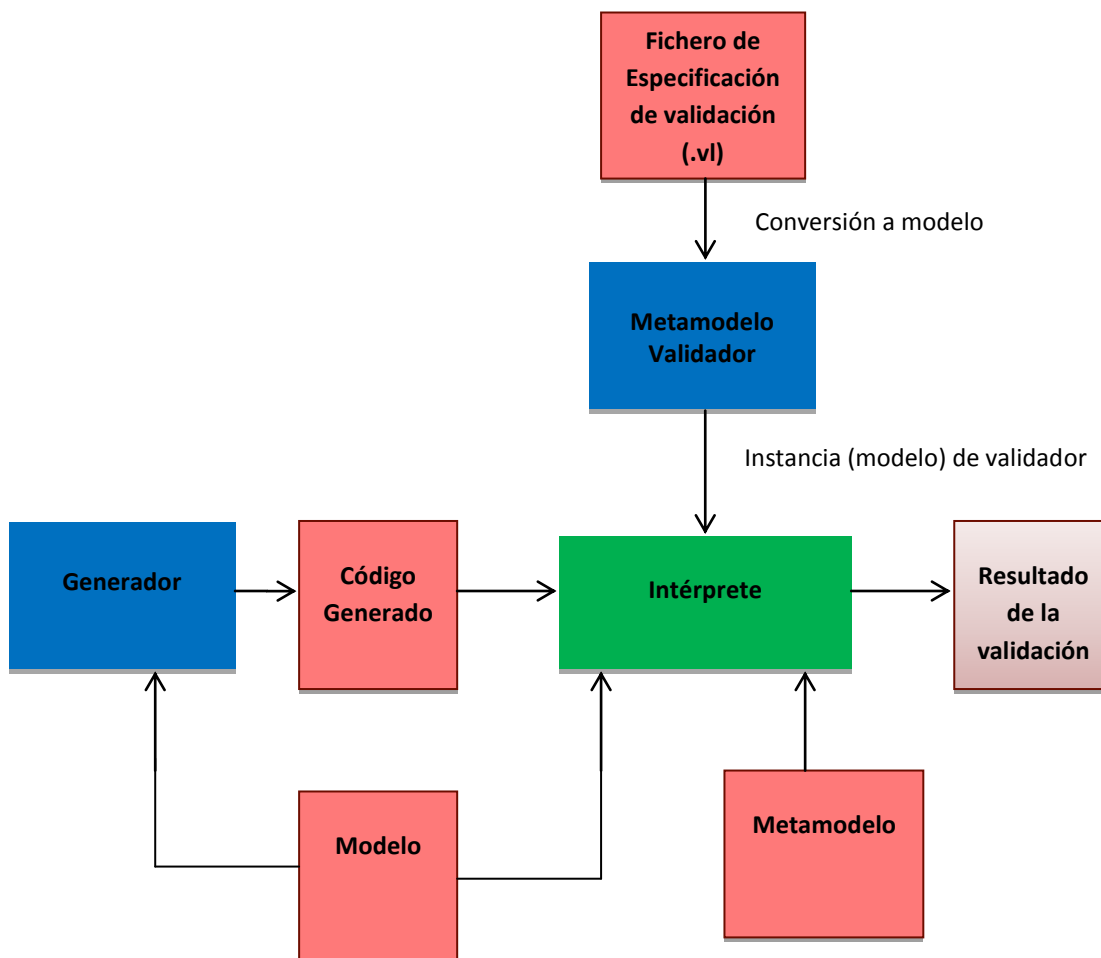 Fichero de
Especificación
de validación
(.vl)
Conversión a modelo
Metamodelo
Validador
Instancia (modelo) de validador
Generador
Código
Generado
Intérprete
Resultado
de la
validación
Modelo
Metamodelo